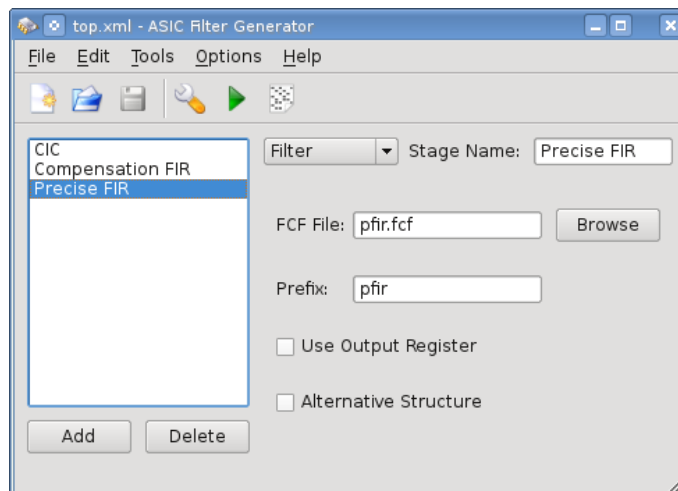 top.xml - ASIC Filter Generator
File Edit Tools Options Help
CIC
Compensation FIR
Precise FIR
Filter Stage Name: Precise FIR
FCF File: pfir.fcf Browse
Prefix: pfir
Use Output Register
Alternative Structure
Add Delete